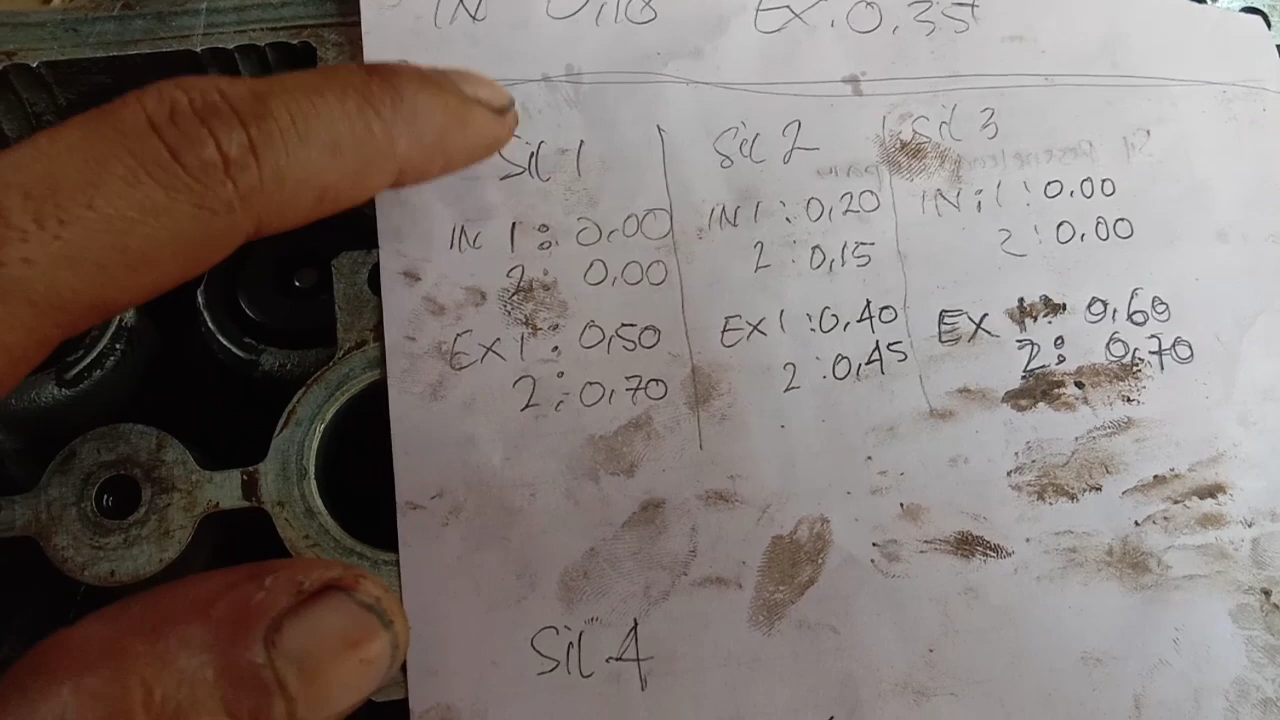 IN 0,18 EX. 0,35
Sil 1
IN 1: 0,00
2: 0,00
EX 1: 0,50
2: 0,70
Sil 2
IN 1: 0,20
2: 0,15
EX 1: 0,40
2: 0,45
Sil 3
IN: 1: 0,00
2: 0,00
EX 1: 0,60
2: 0,70
Sil 4